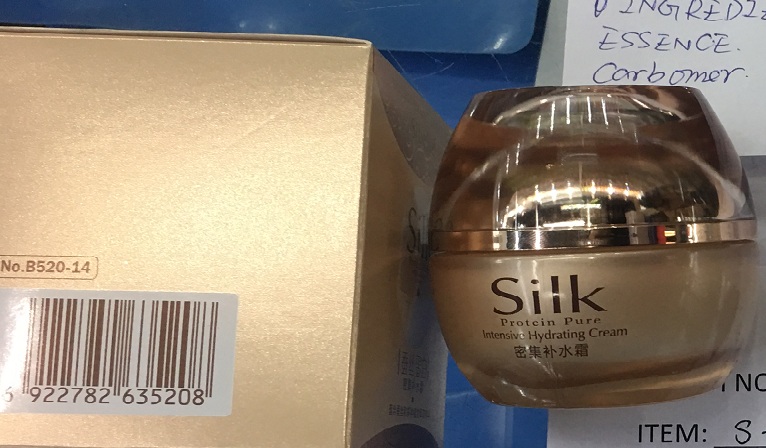 INGREDI
ESSENCE.
Carbomer.
No.B520-14
6 922782 635208
Silk
Protein Pure
Intensive Hydrating Cream
密集补水霜
NO
ITEM: S